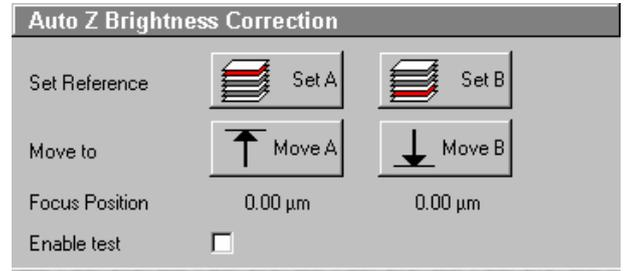 Auto Z Brightness Correction
Set Reference Set A Set B
Move to Move A Move B
Focus Position 0.00 µm 0.00 µm
Enable test